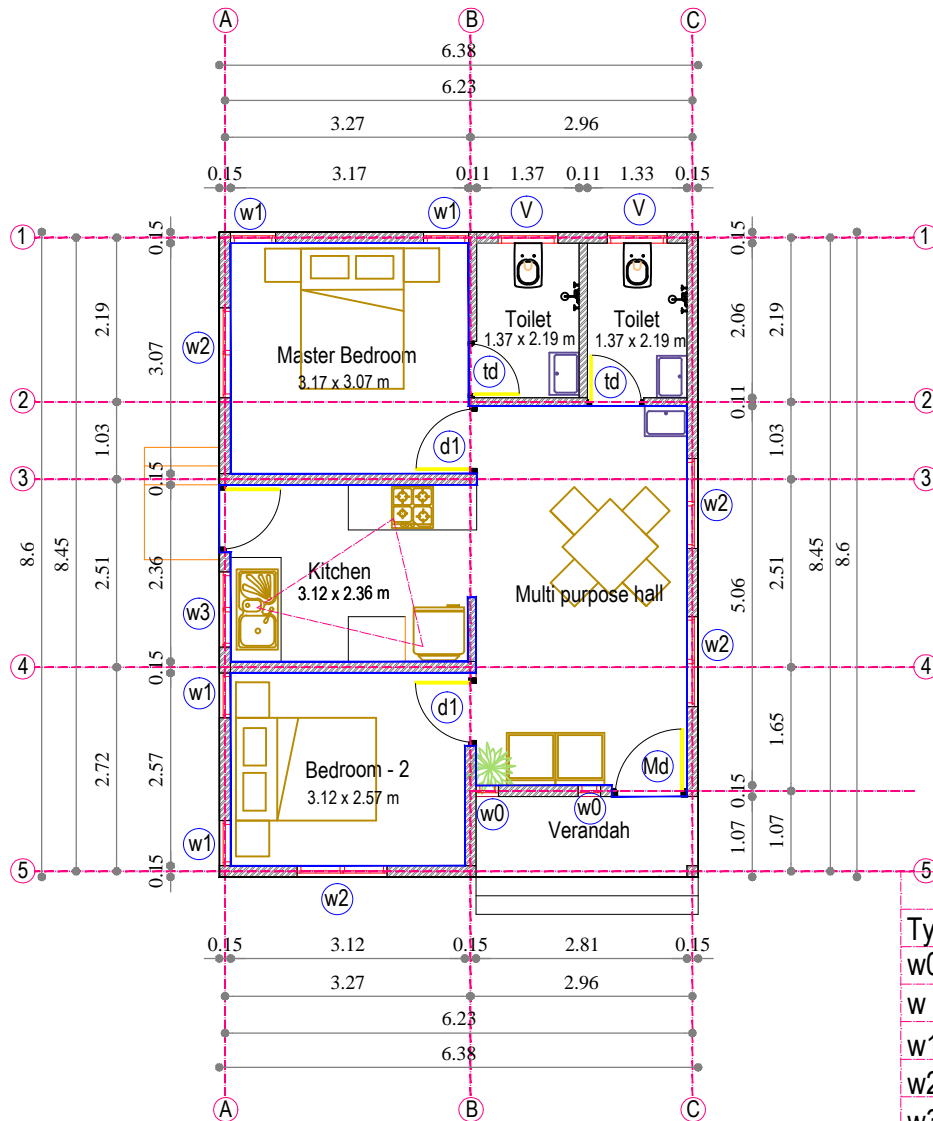 A B C
6.38
6.23
3.27 2.96
0.15 3.17 0.11 1.37 0.11 1.33 0.15
w1 w1 V V
1 1
0.15 0.15
2.19 3.07 2.06 2.19
w2
Toilet Toilet
1.37 x 2.19 m 1.37 x 2.19 m
Master Bedroom
3.17 x 3.07 m
td td
2 2
0.11
1.03 1.03
d1
0.15
3 3
w2
8.6 8.45 2.51 2.36 5.06 2.51 8.45 8.6
Kitchen
3.12 x 2.36 m
Multi purpose hall
w3
w2
0.15
4 4
w1
d1
1.65
2.72 2.57
Bedroom - 2
3.12 x 2.57 m
Md
0.15
w0 w0
Verandah
w1
1.07 1.07
0.15
5 5
w2
Ty
w0
w
w1
w2
w3
0.15 3.12 0.15 2.81 0.15
3.27 2.96
6.23
6.38
A B C